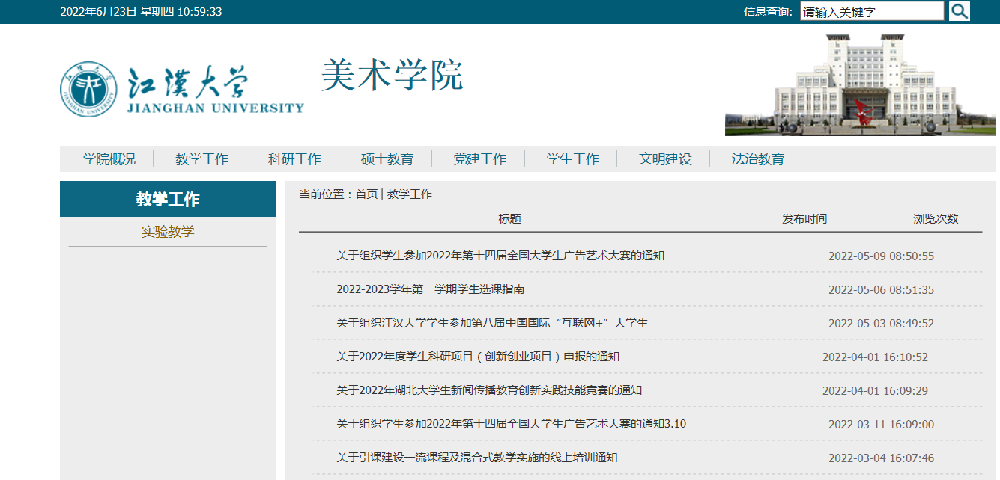 2022年6月23日 星期四 10:59:33 信息查询: 请输入关键字
江漢大学 美术学院
JIANGHAN UNIVERSITY
学院概况 教学工作 科研工作 硕士教育 党建工作 学生工作 文明建设 法治教育
教学工作
实验教学
当前位置：首页 | 教学工作
标题 发布时间 浏览次数
关于组织学生参加2022年第十四届全国大学生广告艺术大赛的通知 2022-05-09 08:50:55
2022-2023学年第一学期学生选课指南 2022-05-06 08:51:35
关于组织江汉大学学生参加第八届中国国际“互联网+”大学生 2022-05-03 08:49:52
关于2022年度学生科研项目（创新创业项目）申报的通知 2022-04-01 16:10:52
关于2022年湖北大学生新闻传播教育创新实践技能竞赛的通知 2022-04-01 16:09:29
关于组织学生参加2022年第十四届全国大学生广告艺术大赛的通知3.10 2022-03-11 16:09:00
关于引课建设一流课程及混合式教学实施的线上培训通知 2022-03-04 16:07:46